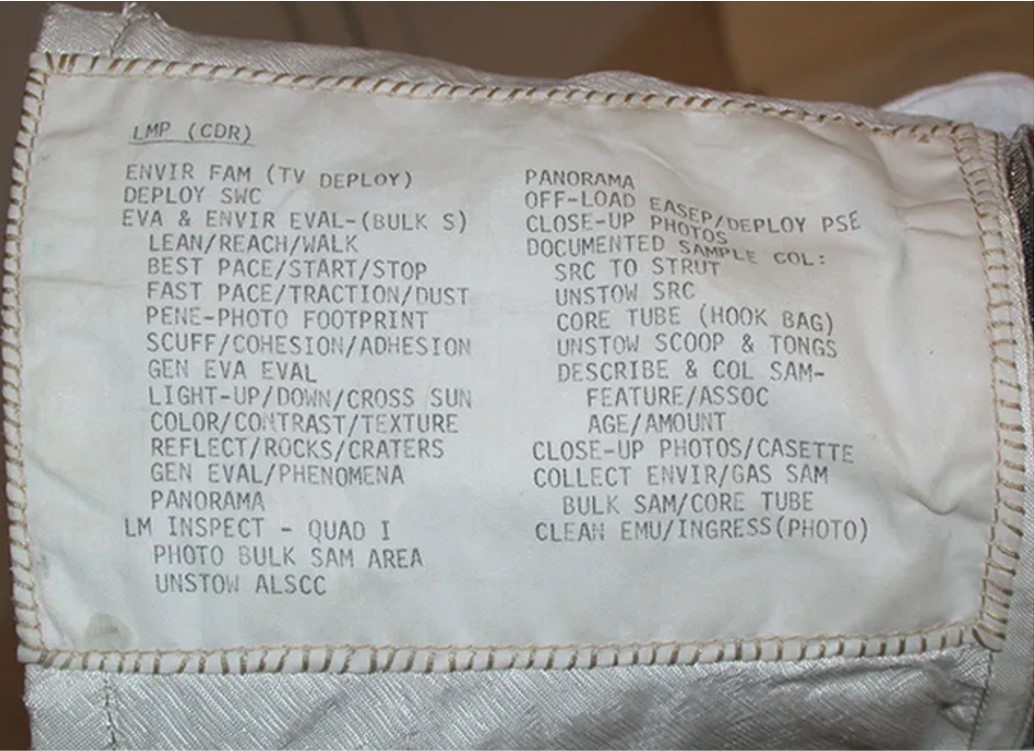 LMP (CDR)
ENVIR FAM (TV DEPLOY)
DEPLOY SWC
EVA & ENVIR EVAL-(BULK S)
LEAN/REACH/WALK
BEST PACE/START/STOP
FAST PACE/TRACTION/DUST
PENE-PHOTO FOOTPRINT
SCUFF/COHESION/ADHESION
GEN EVA EVAL
LIGHT-UP/DOWN/CROSS SUN
COLOR/CONTRAST/TEXTURE
REFLECT/ROCKS/CRATERS
GEN EVAL/PHENOMENA
PANORAMA
LM INSPECT - QUAD I
PHOTO BULK SAM AREA
UNSTOW ALSCC
PANORAMA
OFF-LOAD EASEP/DEPLOY PSE
CLOSE-UP PHOTOS
DOCUMENTED SAMPLE COL:
SRC TO STRUT
UNSTOW SRC
CORE TUBE (HOOK BAG)
UNSTOW SCOOP & TONGS
DESCRIBE & COL SAM-
FEATURE/ASSOC
AGE/AMOUNT
CLOSE-UP PHOTOS/CASETTE
COLLECT ENVIR/GAS SAM
BULK SAM/CORE TUBE
CLEAN EMU/INGRESS(PHOTO)